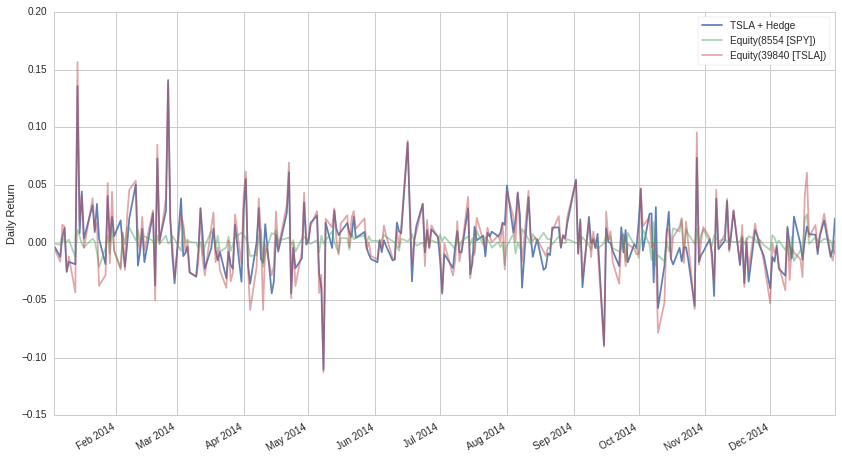 0.20
0.15
0.10
0.05
0.00
−0.05
−0.10
−0.15
Daily Return
TSLA + Hedge
Equity(8554 [SPY])
Equity(39840 [TSLA])
Feb 2014
Mar 2014
Apr 2014
May 2014
Jun 2014
Jul 2014
Aug 2014
Sep 2014
Oct 2014
Nov 2014
Dec 2014